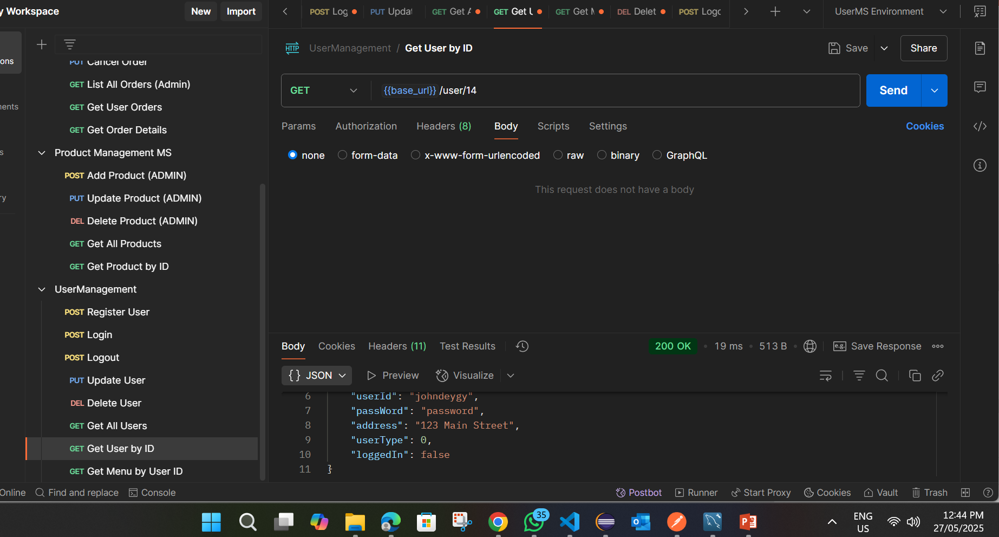 y Workspace
New
Import
POST Log
PUT Updat
GET Get A
GET Get U
GET Get M
DEL Delet
POST Logo
UserMS Environment
ons
ments
s
ry
PUT Cancel Order
GET List All Orders (Admin)
GET Get User Orders
GET Get Order Details
Product Management MS
POST Add Product (ADMIN)
PUT Update Product (ADMIN)
DEL Delete Product (ADMIN)
GET Get All Products
GET Get Product by ID
UserManagement
POST Register User
POST Login
POST Logout
PUT Update User
DEL Delete User
GET Get All Users
GET Get User by ID
GET Get Menu by User ID
HTTP UserManagement / Get User by ID
Save
Share
GET {{base_url}} /user/14
Send
Params Authorization Headers (8) Body Scripts Settings
Cookies
none form-data x-www-form-urlencoded raw binary GraphQL
This request does not have a body
Body Cookies Headers (11) Test Results
200 OK • 19 ms • 513 B •
e.g. Save Response
{} JSON Preview Visualize
6 "userId": "johndeygy",
7 "passWord": "password",
8 "address": "123 Main Street",
9 "userType": 0,
10 "loggedIn": false
11 }
Online Find and replace Console
Postbot Runner Start Proxy Cookies Vault Trash
35
ENG
US
12:44 PM
27/05/2025